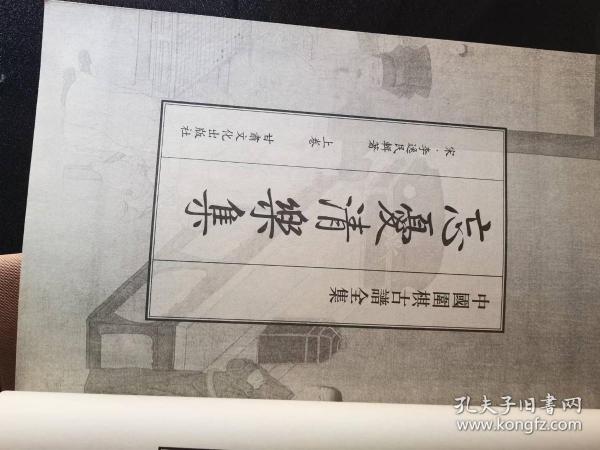 中國圍棋古譜全集
忘憂清樂集
宋·李逸民輯著 上卷 甘肅文化出版社
孔夫子旧书网
www.kongfz.com